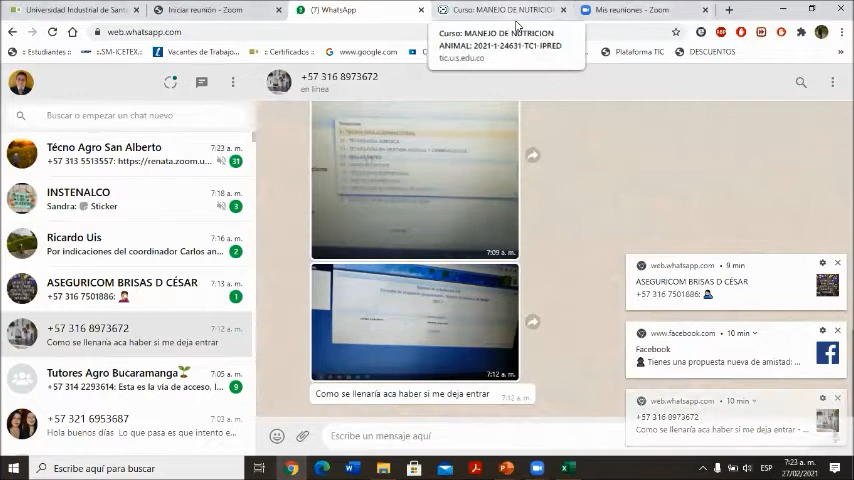 Universidad Industrial de Santa
Iniciar reunión - Zoom
(7) WhatsApp
Curso: MANEJO DE NUTRICION
Mis reuniones - Zoom
web.whatsapp.com
Curso: MANEJO DE NUTRICION
ANIMAL: 2021-1-24631-TC1-IPRED
tic.uis.edu.co
:: Estudiantes ::
..SM-ICETEX:.
Vacantes de Trabajo...
.:: Certificados ::.
www.google.com
YouTube
Plataforma TIC
DESCUENTOS
+57 316 8973672
en línea
Busca o empezar un chat nuevo
Técno Agro San Alberto
7:23 a. m.
+57 313 5513557: https://renata.zoom.u...
31
INSTENALCO
7:18 a. m.
Sandra: Sticker
3
Ricardo Uis
7:16 a. m.
Por indicaciones del coordinador Carlos an...
2
ASEGURICOM BRISAS D CÉSAR
7:13 a. m.
+57 316 7501886:
1
+57 316 8973672
7:12 a. m.
Como se llenaría aca haber si me deja entrar
Tutores Agro Bucaramanga
7:05 a. m.
+57 314 2293614: Esta es la vía de acceso, l...
9
+57 321 6953687
7:03 a. m.
Hola buenos días Lo que pasa es que intento e...
7:09 a. m.
7:12 a. m.
Como se llenaría aca haber si me deja entrar
7:12 a. m.
Escribe un mensaje aquí
web.whatsapp.com • 9 min
ASEGURICOM BRISAS D CÉSAR
+57 316 7501886:
www.facebook.com • 10 min
Facebook
Tienes una propuesta nueva de amistad: ...
web.whatsapp.com • 10 min
+57 316 8973672
Como se llenaría aca haber si me deja entrar - ...
Escribe aquí para buscar
ESP
7:23 a. m.
27/02/2021